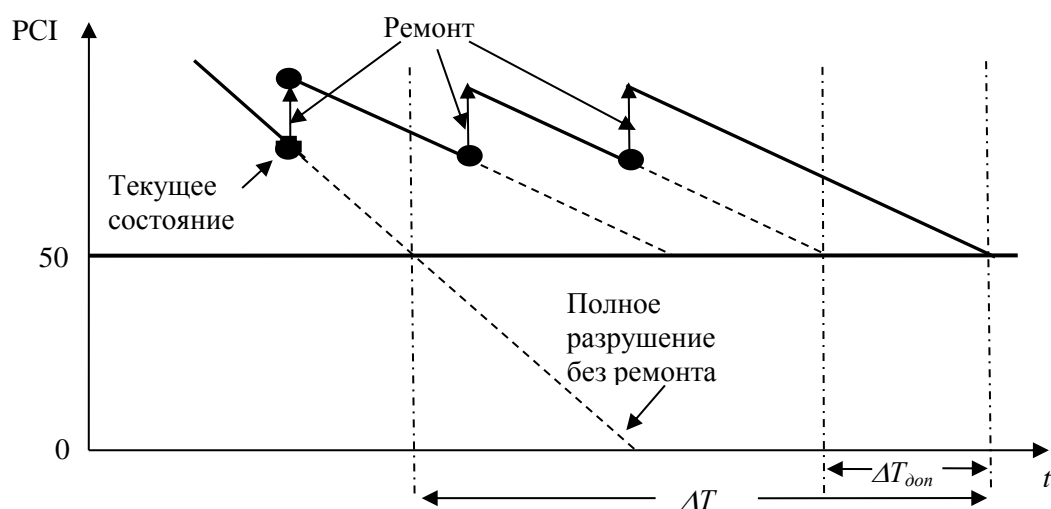 PCI
Ремонт
Текущее
состояние
50
Полное
разрушение
без ремонта
0
ΔTдоп
t
ΔT